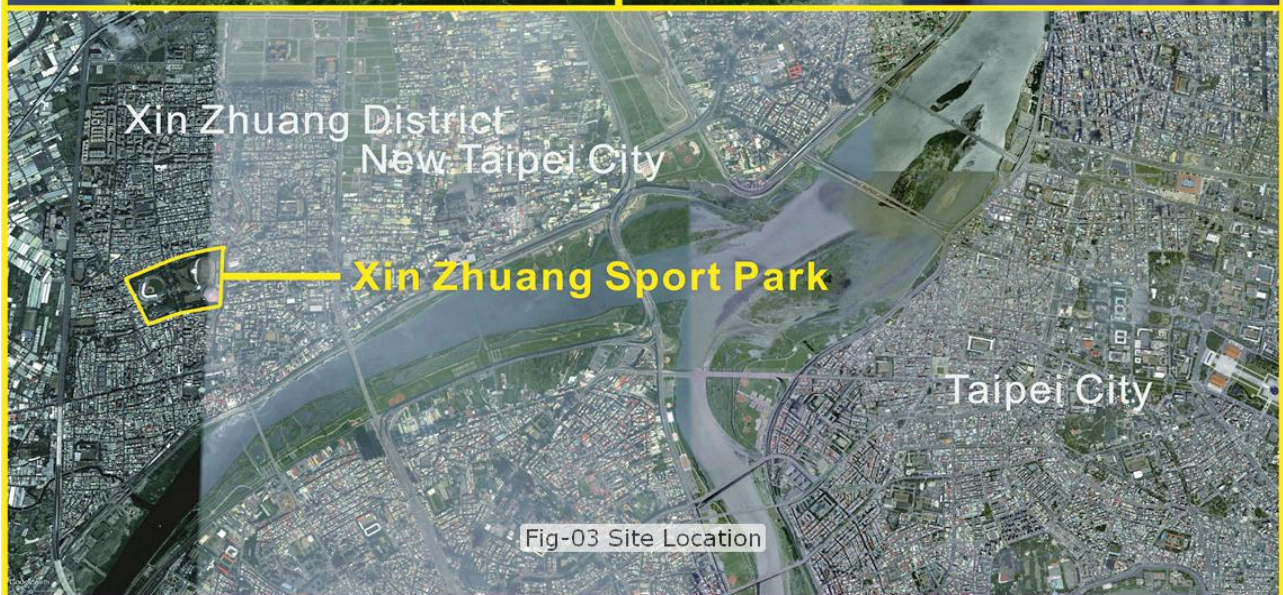 Xin Zhuang District
New Taipei City
Xin Zhuang Sport Park
Taipei City
Fig-03 Site Location